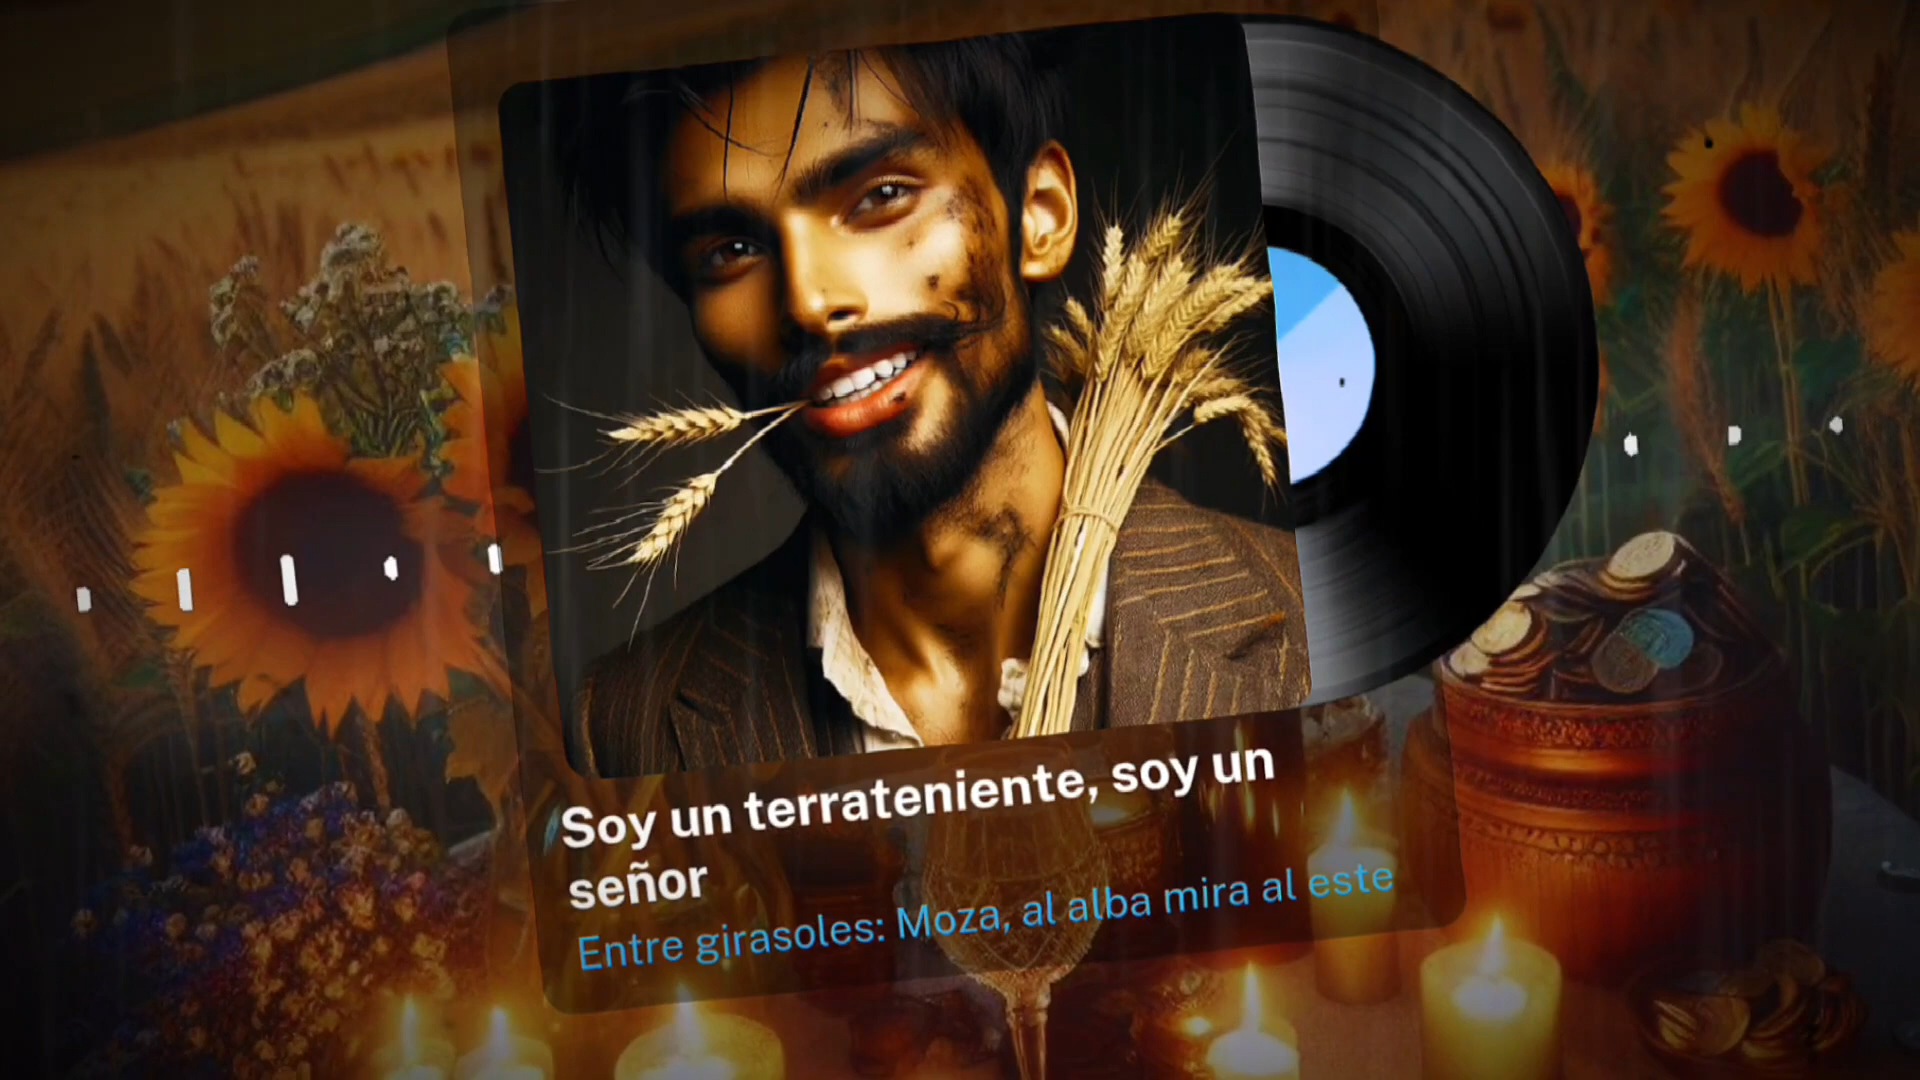 Soy un terrateniente, soy un
señor
Entre girasoles: Moza, al alba mira al este